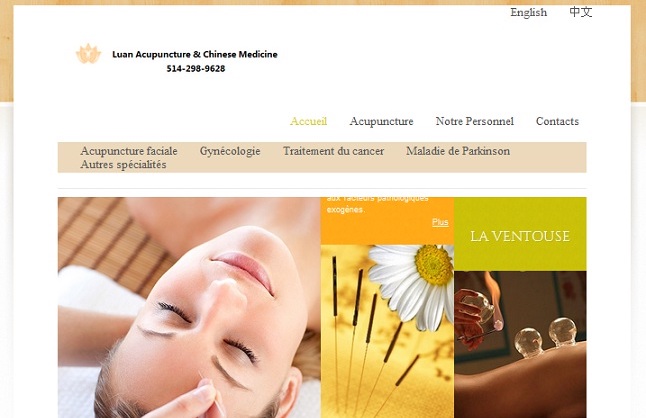 English 中文
Luan Acupuncture & Chinese Medicine
514-298-9628
Accueil Acupuncture Notre Personnel Contacts
Acupuncture faciale Gynécologie Traitement du cancer Maladie de Parkinson
Autres spécialités
aux facteurs pathologiques
exogènes
Plus
LA VENTOUSE